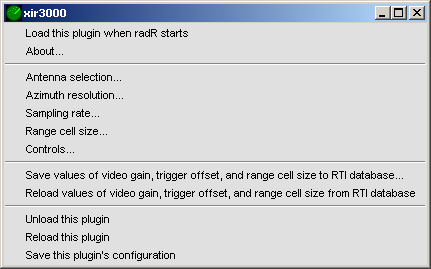 xir3000
Load this plugin when radR starts
About...
Antenna selection...
Azimuth resolution...
Sampling rate...
Range cell size...
Controls...
Save values of video gain, trigger offset, and range cell size to RTI database...
Reload values of video gain, trigger offset, and range cell size from RTI database
Unload this plugin
Reload this plugin
Save this plugin's configuration